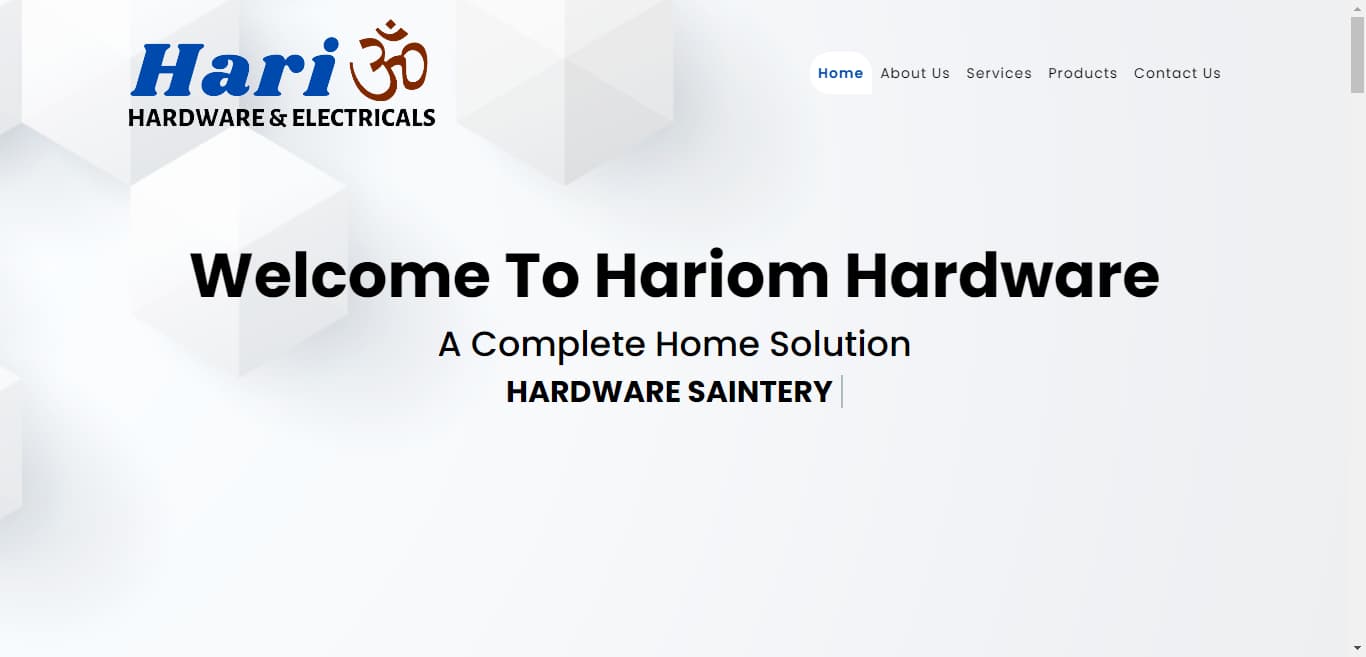 Hari ॐ
HARDWARE & ELECTRICALS
Home About Us Services Products Contact Us
Welcome To Hariom Hardware
A Complete Home Solution
HARDWARE SAINTERY